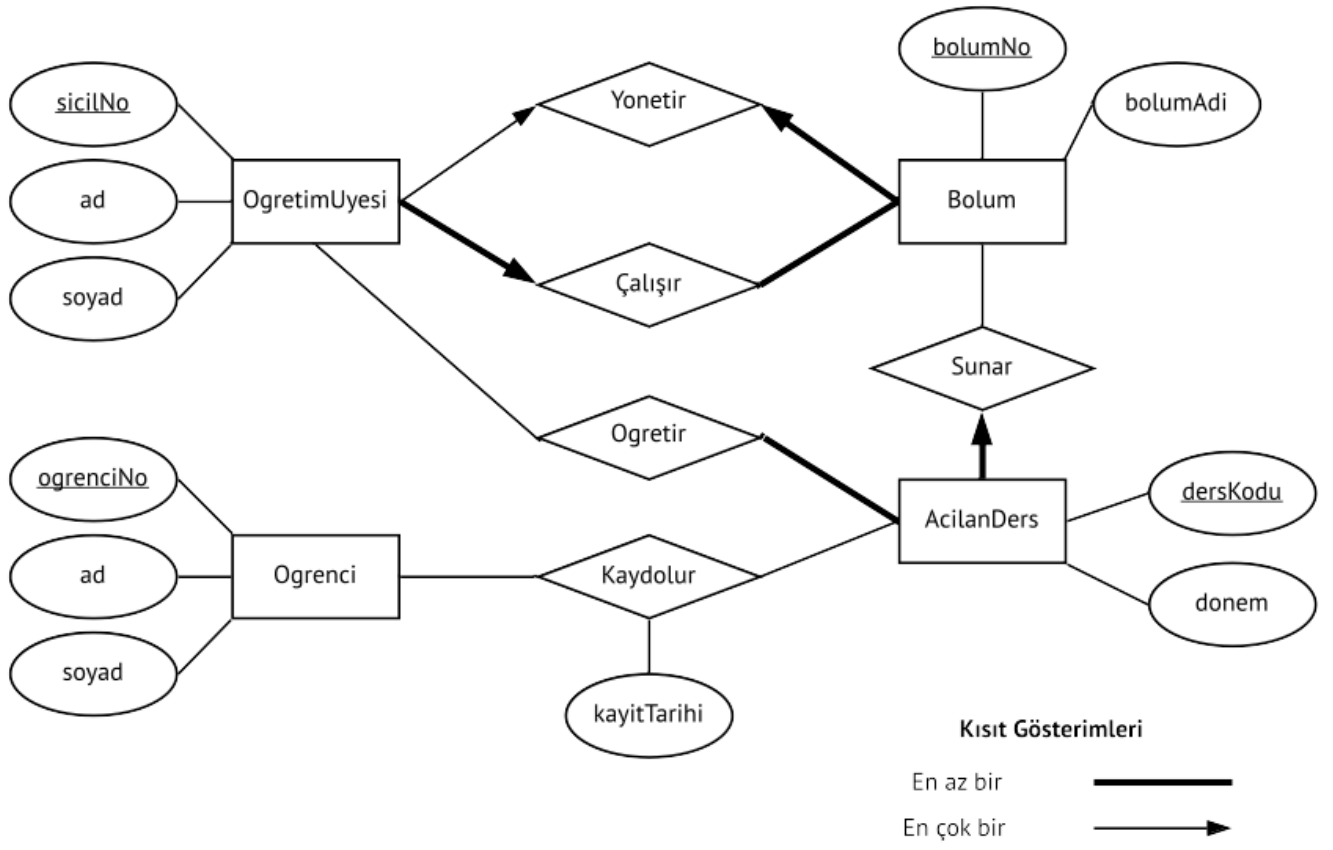 bolumNo
sicilNo
Yonetir
bolumAdi
ad
OgretimUyesi
Bolum
soyad
Çalışır
Sunar
Ogretir
ogrenciNo
dersKodu
AcilanDers
ad
Ogrenci
Kaydolur
donem
soyad
kayitTarihi
Kısıt Gösterimleri
En az bir
En çok bir